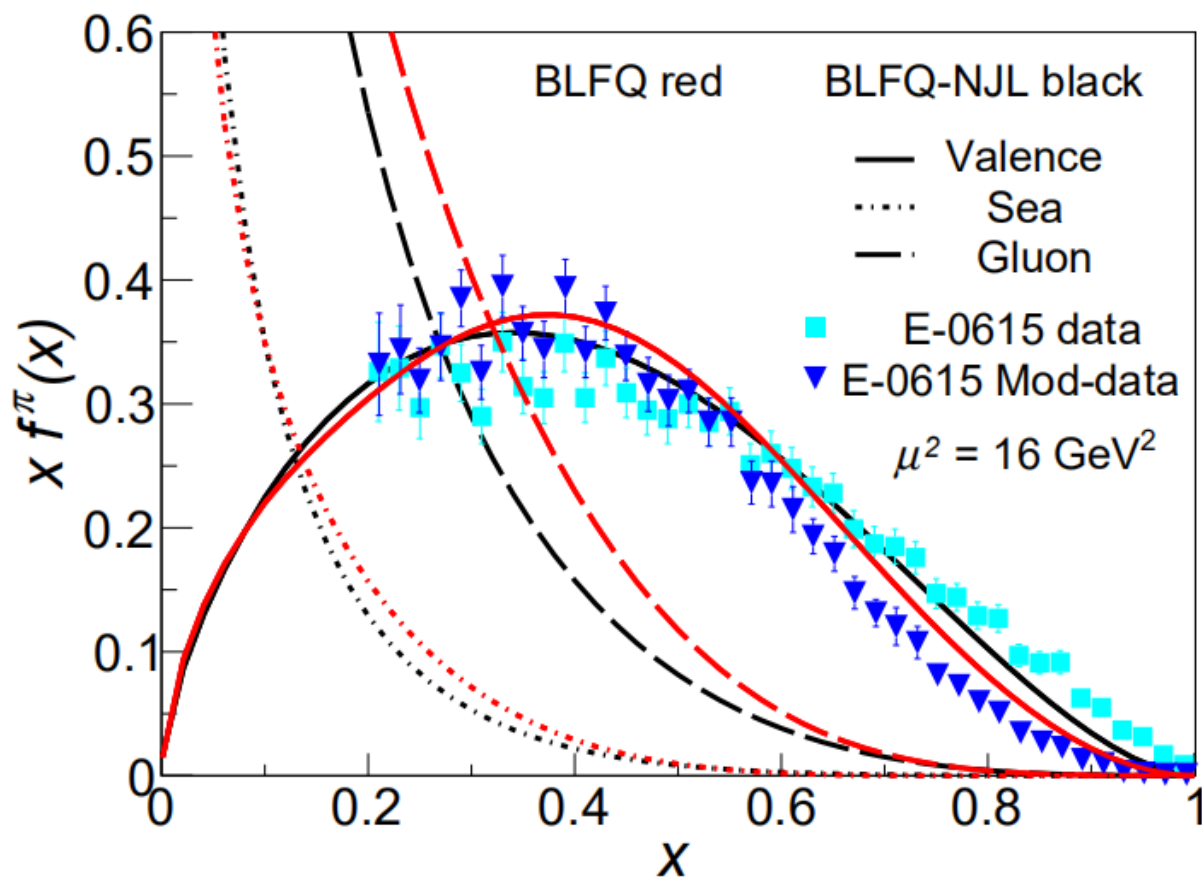 0.6
0.5
0.4
0.3
0.2
0.1
0
x f^π(x)
BLFQ red BLFQ-NJL black
Valence
Sea
Gluon
E-0615 data
E-0615 Mod-data
μ² = 16 GeV²
0 0.2 0.4 0.6 0.8 1
x